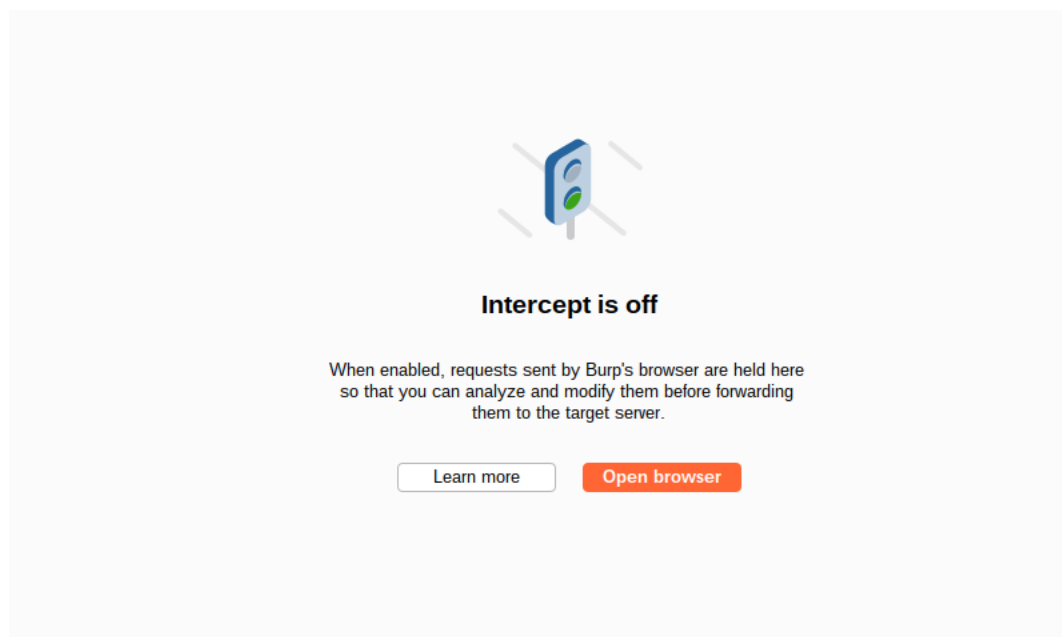 Intercept is off
When enabled, requests sent by Burp's browser are held here
so that you can analyze and modify them before forwarding
them to the target server.
Learn more
Open browser